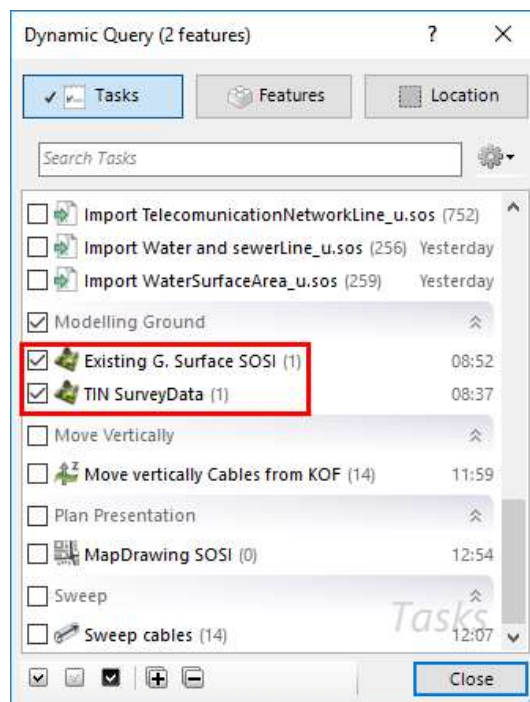 Dynamic Query (2 features) ?
Tasks Features Location
Search Tasks
Import TelecomunicationNetworkLine_u.sos (752)
Import Water and sewerLine_u.sos (256) Yesterday
Import WaterSurfaceArea_u.sos (259) Yesterday
Modelling Ground
Existing G. Surface SOSI (1) 08:52
TIN SurveyData (1) 08:37
Move Vertically
Move vertically Cables from KOF (14) 11:59
Plan Presentation
MapDrawing SOSI (0) 12:54
Sweep
Tasks
Sweep cables (14) 12:07
Close